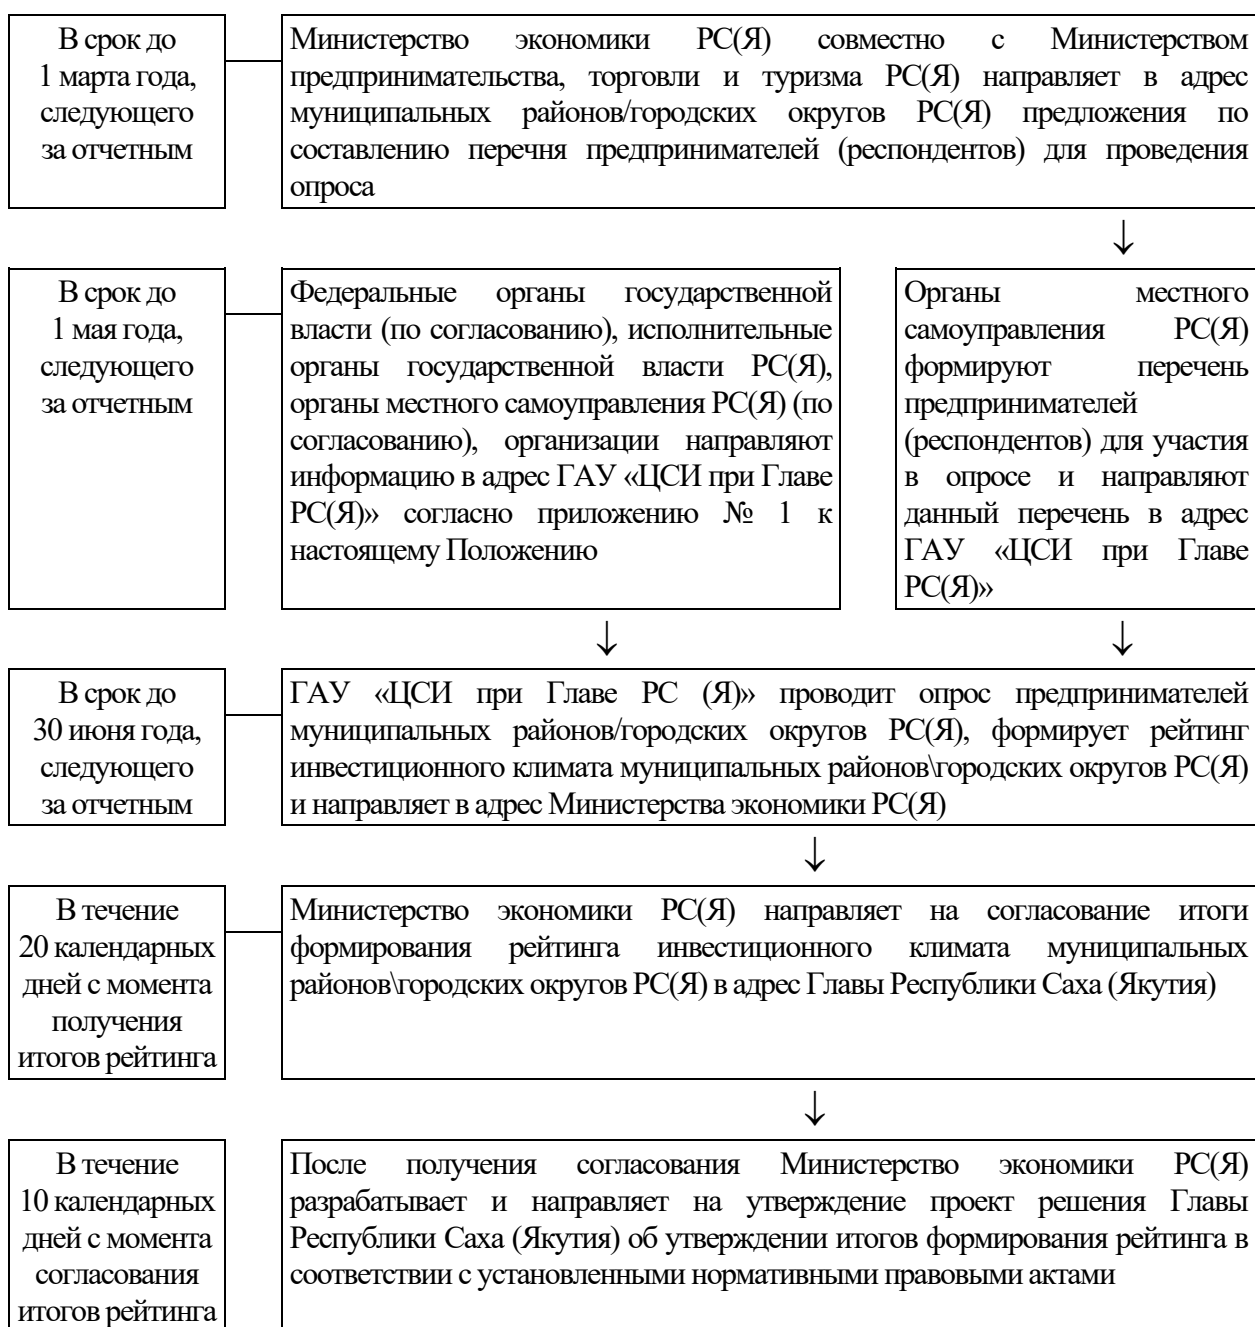 В срок до
1 марта года,
следующего
за отчетным
Министерство экономики РС(Я) совместно с Министерством
предпринимательства, торговли и туризма РС(Я) направляет в адрес
муниципальных районов/городских округов РС(Я) предложения по
составлению перечня предпринимателей (респондентов) для проведения
опроса
↓
В срок до
1 мая года,
следующего
за отчетным
Федеральные органы государственной
власти (по согласованию), исполнительные
органы государственной власти РС(Я),
органы местного самоуправления РС(Я) (по
согласованию), организации направляют
информацию в адрес ГАУ «ЦСИ при Главе
РС(Я)» согласно приложению № 1 к
настоящему Положению
Органы местного
самоуправления РС(Я)
формируют перечень
предпринимателей
(респондентов) для участия
в опросе и направляют
данный перечень в адрес
ГАУ «ЦСИ при Главе
РС(Я)»
↓ ↓
В срок до
30 июня года,
следующего
за отчетным
ГАУ «ЦСИ при Главе РС (Я)» проводит опрос предпринимателей
муниципальных районов/городских округов РС(Я), формирует рейтинг
инвестиционного климата муниципальных районов\городских округов РС(Я)
и направляет в адрес Министерства экономики РС(Я)
↓
В течение
20 календарных
дней с момента
получения
итогов рейтинга
Министерство экономики РС(Я) направляет на согласование итоги
формирования рейтинга инвестиционного климата муниципальных
районов\городских округов РС(Я) в адрес Главы Республики Саха (Якутия)
↓
В течение
10 календарных
дней с момента
согласования
итогов рейтинга
После получения согласования Министерство экономики РС(Я)
разрабатывает и направляет на утверждение проект решения Главы
Республики Саха (Якутия) об утверждении итогов формирования рейтинга в
соответствии с установленными нормативными правовыми актами